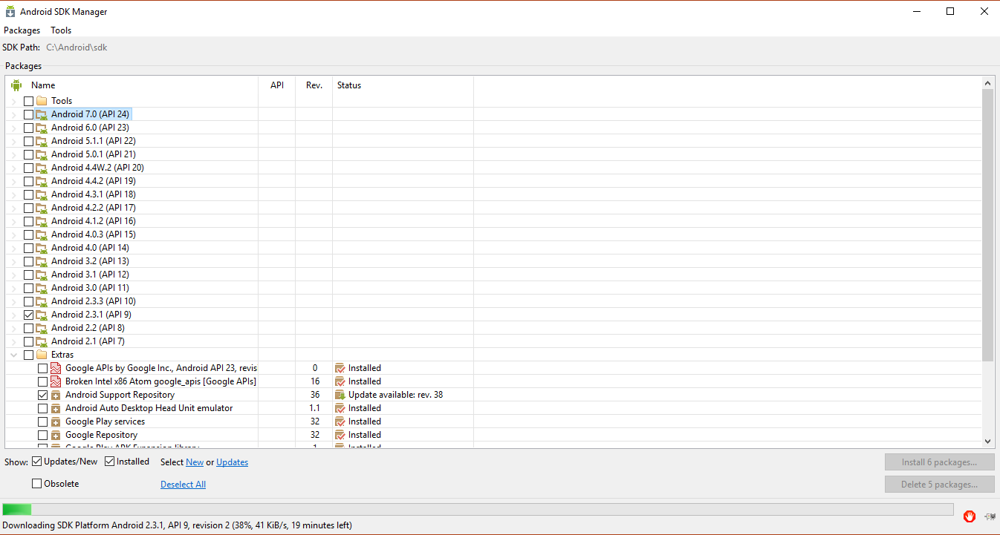 Android SDK Manager
Packages Tools
SDK Path: C:\Android\sdk
Packages
Name API Rev. Status
Tools
Android 7.0 (API 24)
Android 6.0 (API 23)
Android 5.1.1 (API 22)
Android 5.0.1 (API 21)
Android 4.4W.2 (API 20)
Android 4.4.2 (API 19)
Android 4.3.1 (API 18)
Android 4.2.2 (API 17)
Android 4.1.2 (API 16)
Android 4.0.3 (API 15)
Android 4.0 (API 14)
Android 3.2 (API 13)
Android 3.1 (API 12)
Android 3.0 (API 11)
Android 2.3.3 (API 10)
Android 2.3.1 (API 9)
Android 2.2 (API 8)
Android 2.1 (API 7)
Extras
Google APIs by Google Inc., Android API 23, revis 0 Installed
Broken Intel x86 Atom google_apis [Google APIs] 16 Installed
Android Support Repository 36 Update available: rev. 38
Android Auto Desktop Head Unit emulator 1.1 Installed
Google Play services 32 Installed
Google Repository 32 Installed
Google Play APK Expansion library 1 Installed
Show: Updates/New Installed Select New or Updates Install 6 packages...
Obsolete Deselect All Delete 5 packages...
Downloading SDK Platform Android 2.3.1, API 9, revision 2 (38%, 41 KiB/s, 19 minutes left)